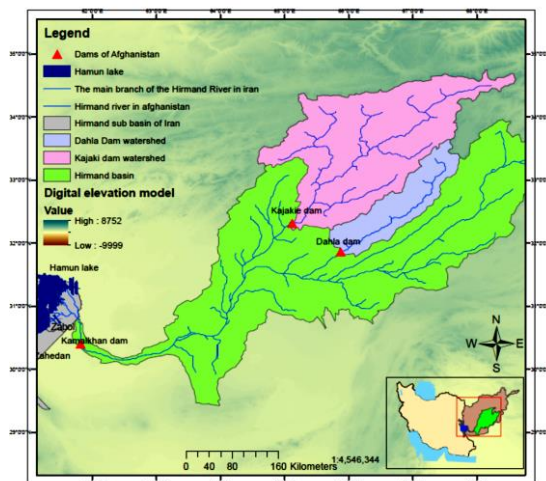 Legend
Dams of Afghanistan
Hamun lake
The main branch of the Hirmand River in iran
Hirmand river in afghanistan
Hirmand sub basin of Iran
Dahla Dam watershed
Kajaki dam watershed
Hirmand basin
Digital elevation model
Value
High : 8752
Low : -9999
Kajakie dam
Dahla dam
Hamun lake
Zabol
Kamalkhan dam
Zahedan
N
W E
S
0 40 80 160 Kilometers
1:4,546,344